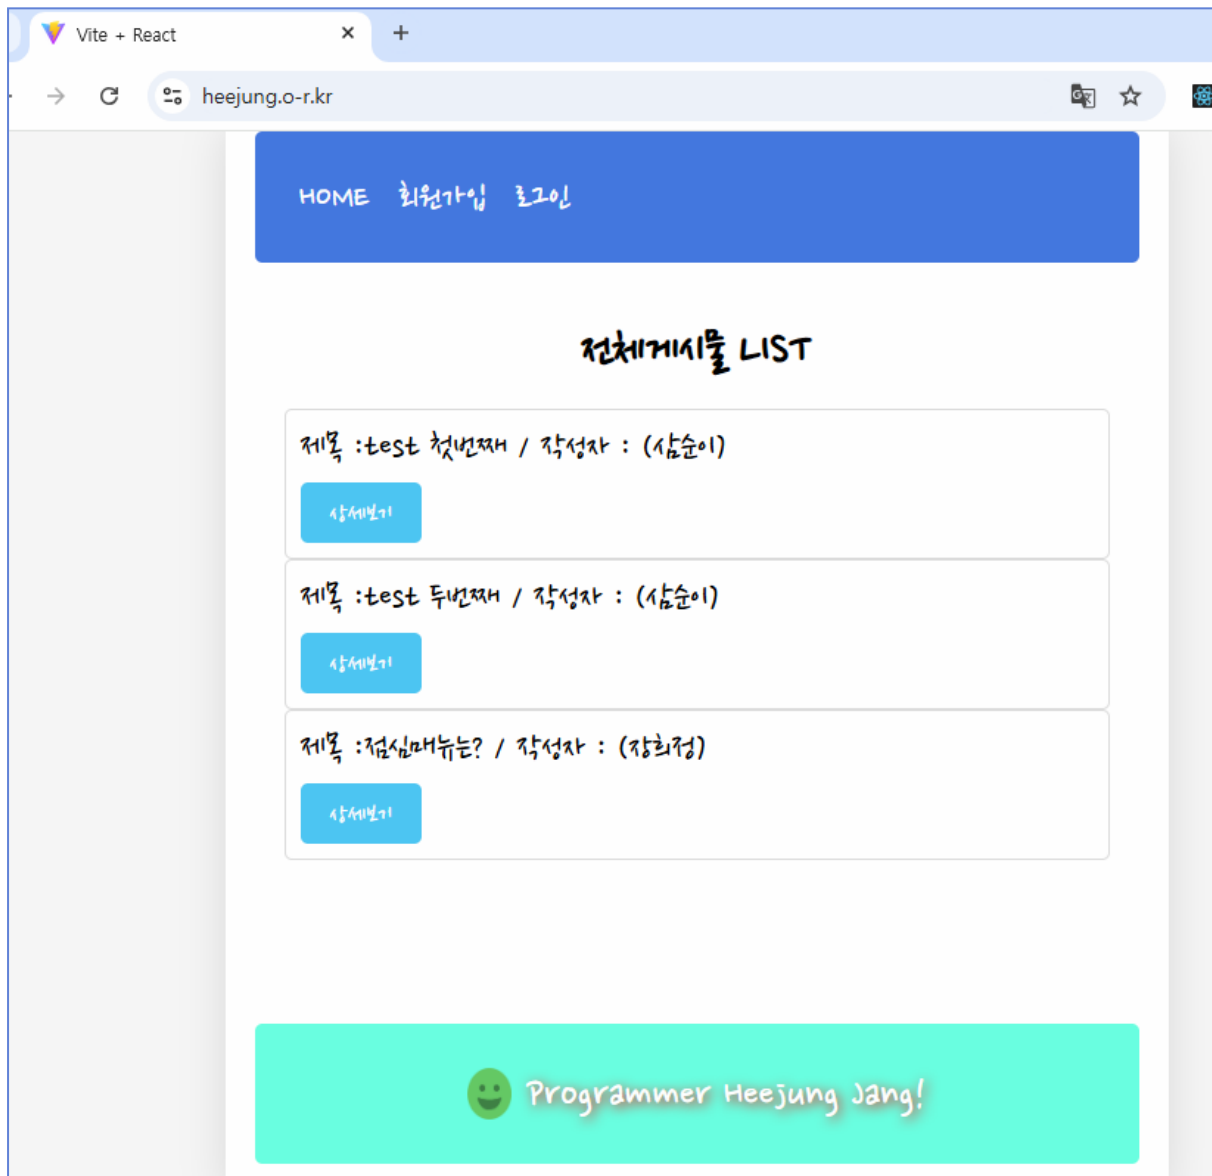 Vite + React
heejung.o-r.kr
HOME 회원가입 로그인
전체게시물 LIST
제목 :test 첫번째 / 작성자 : (삼순이)
상세보기
제목 :test 두번째 / 작성자 : (삼순이)
상세보기
제목 :점심매뉴는? / 작성자 : (장희정)
상세보기
Programmer Heejung Jang!